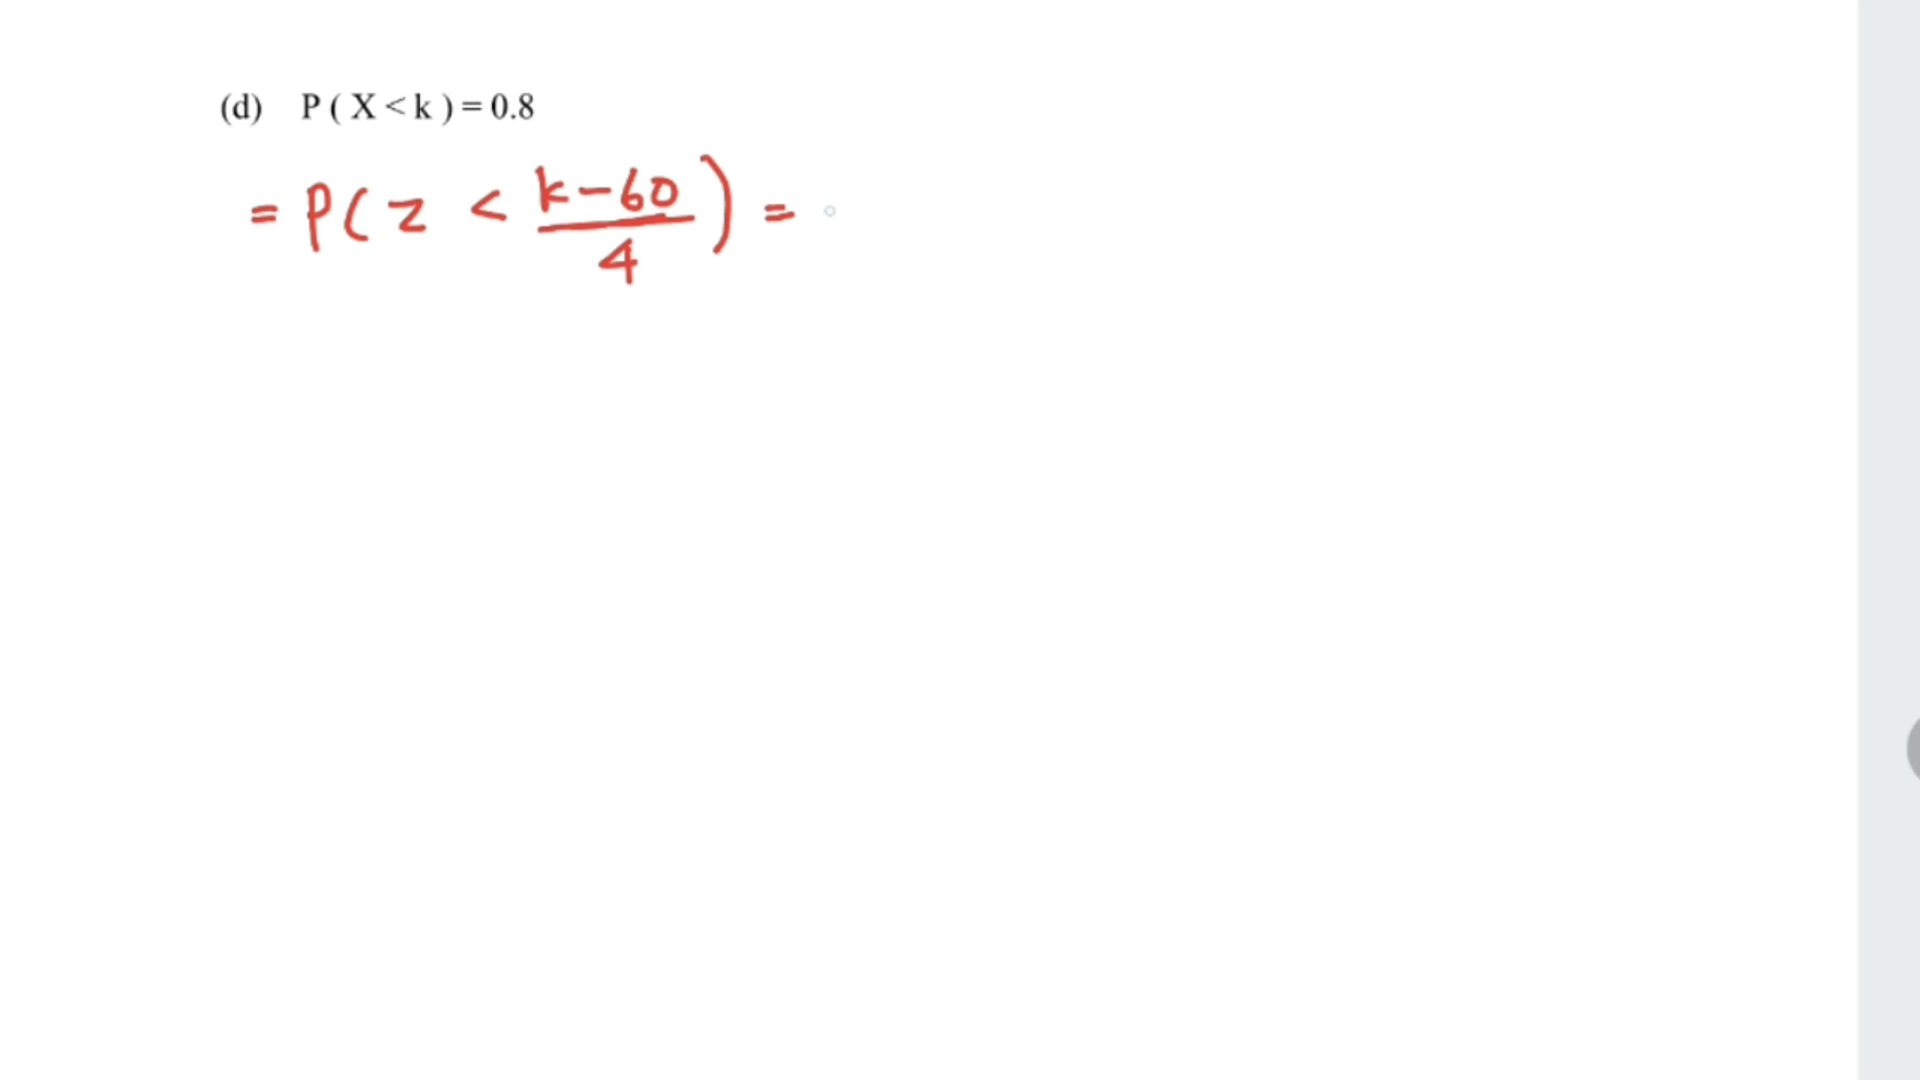 (d) P ( X < k ) = 0.8
= P( z < k-60/4 ) =